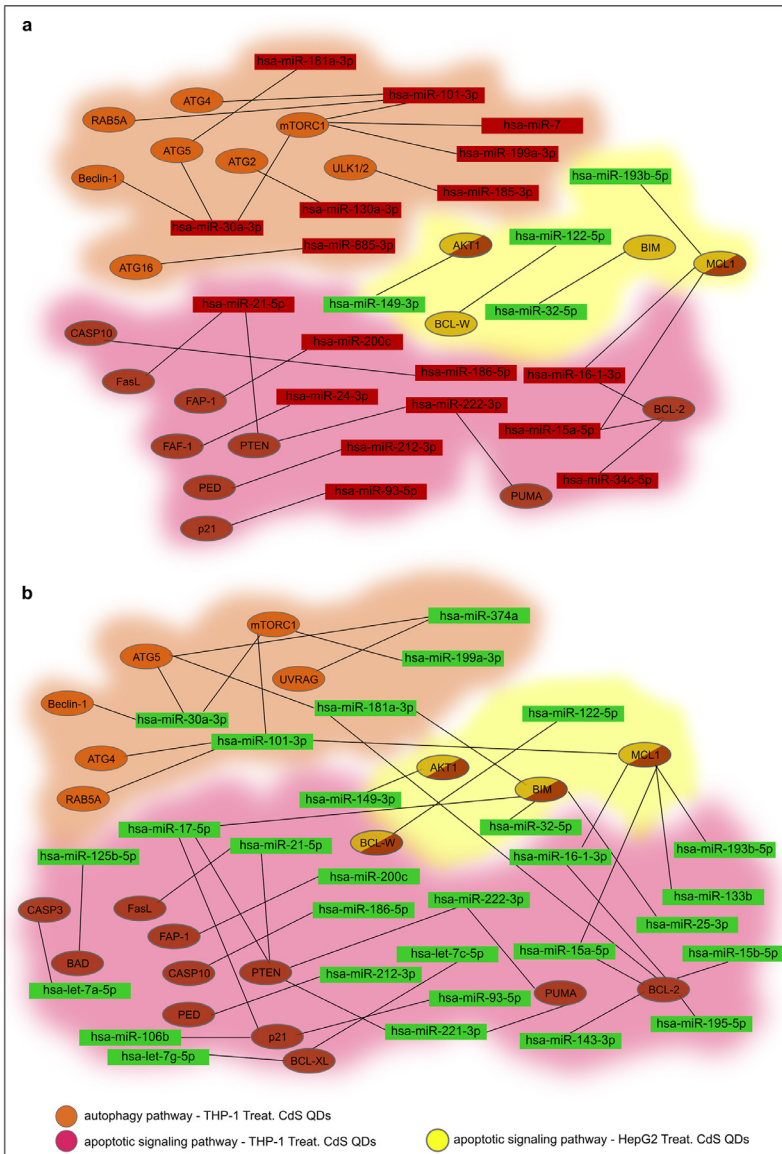 a
hsa-miR-181a-3p
ATG4
hsa-miR-101-3p
RAB5A
mTORC1
hsa-miR-7
ATG5
ATG2
hsa-miR-199a-3p
ULK1/2
Beclin-1
hsa-miR-185-3p
hsa-miR-193b-5p
hsa-miR-130a-3p
hsa-miR-30a-3p
hsa-miR-122-5p
hsa-miR-885-3p
AKT1
BIM
ATG16
MCL1
hsa-miR-21-5p
hsa-miR-149-3p
hsa-miR-32-5p
BCL-W
CASP10
hsa-miR-200c
FasL
hsa-miR-186-5p
hsa-miR-16-1-3p
FAP-1
hsa-miR-24-3p
hsa-miR-222-3p
BCL-2
FAF-1
PTEN
hsa-miR-15a-5p
hsa-miR-212-3p
PED
hsa-miR-34c-5p
hsa-miR-93-5p
PUMA
p21
b
hsa-miR-374a
mTORC1
ATG5
hsa-miR-199a-3p
UVRAG
Beclin-1
hsa-miR-181a-3p
hsa-miR-122-5p
hsa-miR-30a-3p
hsa-miR-101-3p
MCL1
ATG4
AKT1
RAB5A
BIM
hsa-miR-149-3p
hsa-miR-17-5p
hsa-miR-32-5p
hsa-miR-21-5p
BCL-W
hsa-miR-193b-5p
hsa-miR-125b-5p
hsa-miR-16-1-3p
hsa-miR-200c
hsa-miR-133b
hsa-miR-222-3p
CASP3
FasL
hsa-miR-186-5p
hsa-miR-25-3p
FAP-1
hsa-let-7c-5p
hsa-miR-15a-5p
hsa-miR-15b-5p
BAD
CASP10
PTEN
hsa-miR-212-3p
hsa-let-7a-5p
PUMA
BCL-2
hsa-miR-93-5p
PED
hsa-miR-195-5p
hsa-miR-106b
p21
hsa-miR-221-3p
hsa-miR-143-3p
hsa-let-7g-5p
BCL-XL
autophagy pathway - THP-1 Treat. CdS QDs
apoptotic signaling pathway - THP-1 Treat. CdS QDs
apoptotic signaling pathway - HepG2 Treat. CdS QDs